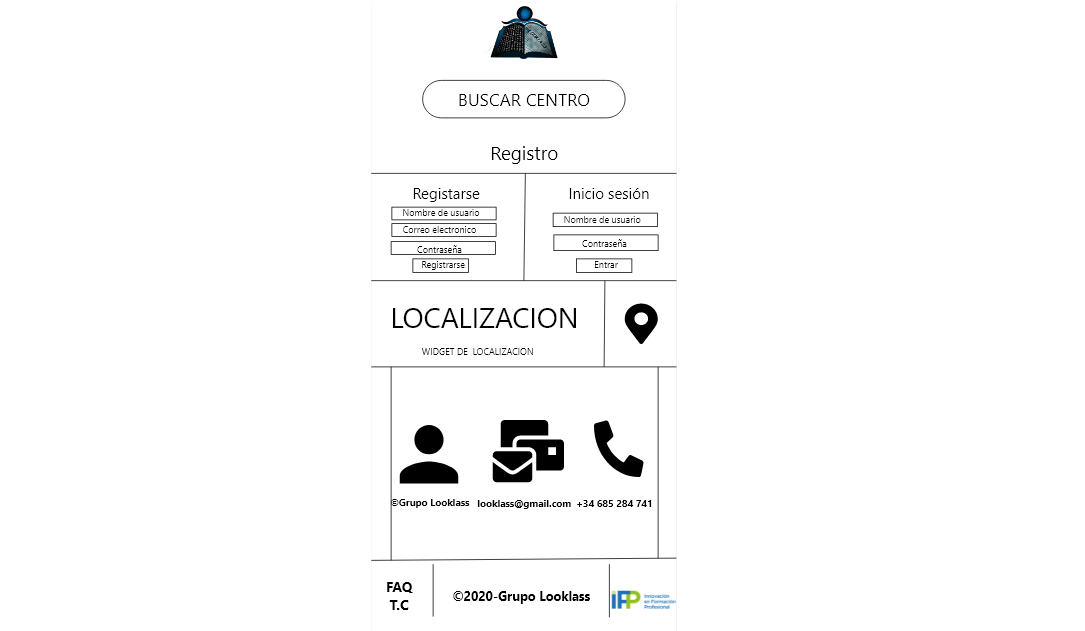 BUSCAR CENTRO
Registro
Registarse
Nombre de usuario
Correo electronico
Contraseña
Registrarse
Inicio sesión
Nombre de usuario
Contraseña
Entrar
LOCALIZACION
WIDGET DE LOCALIZACION
©Grupo Looklass
looklass@gmail.com
+34 685 284 741
FAQ
T.C
©2020-Grupo Looklass
iFP
Innovación
en Formación
Profesional